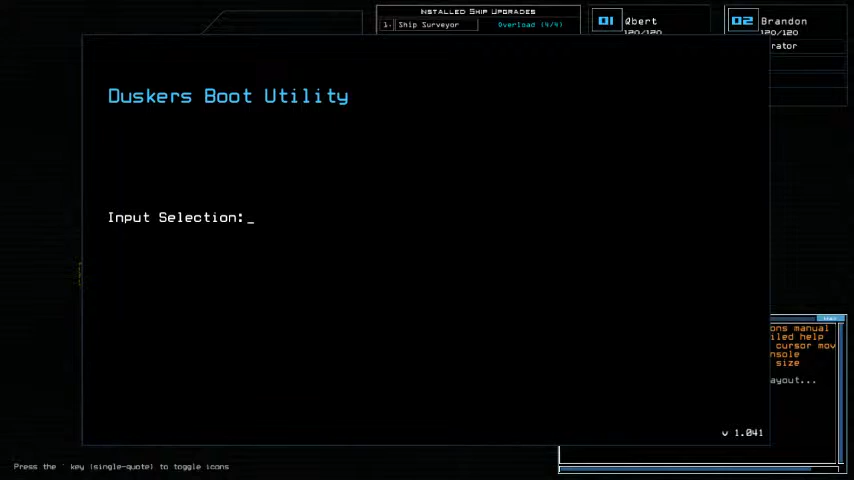 INSTALLED SHIP UPGRADES
1. Ship Surveyor Overload (4/4)
01 Qbert
120/120
02 Brandon
120/120
rator
Duskers Boot Utility
Input Selection:_
ons manual
iled help
cursor mov
nsole
size
ayout...
v 1.041
Press the ' key (single-quote) to toggle icons